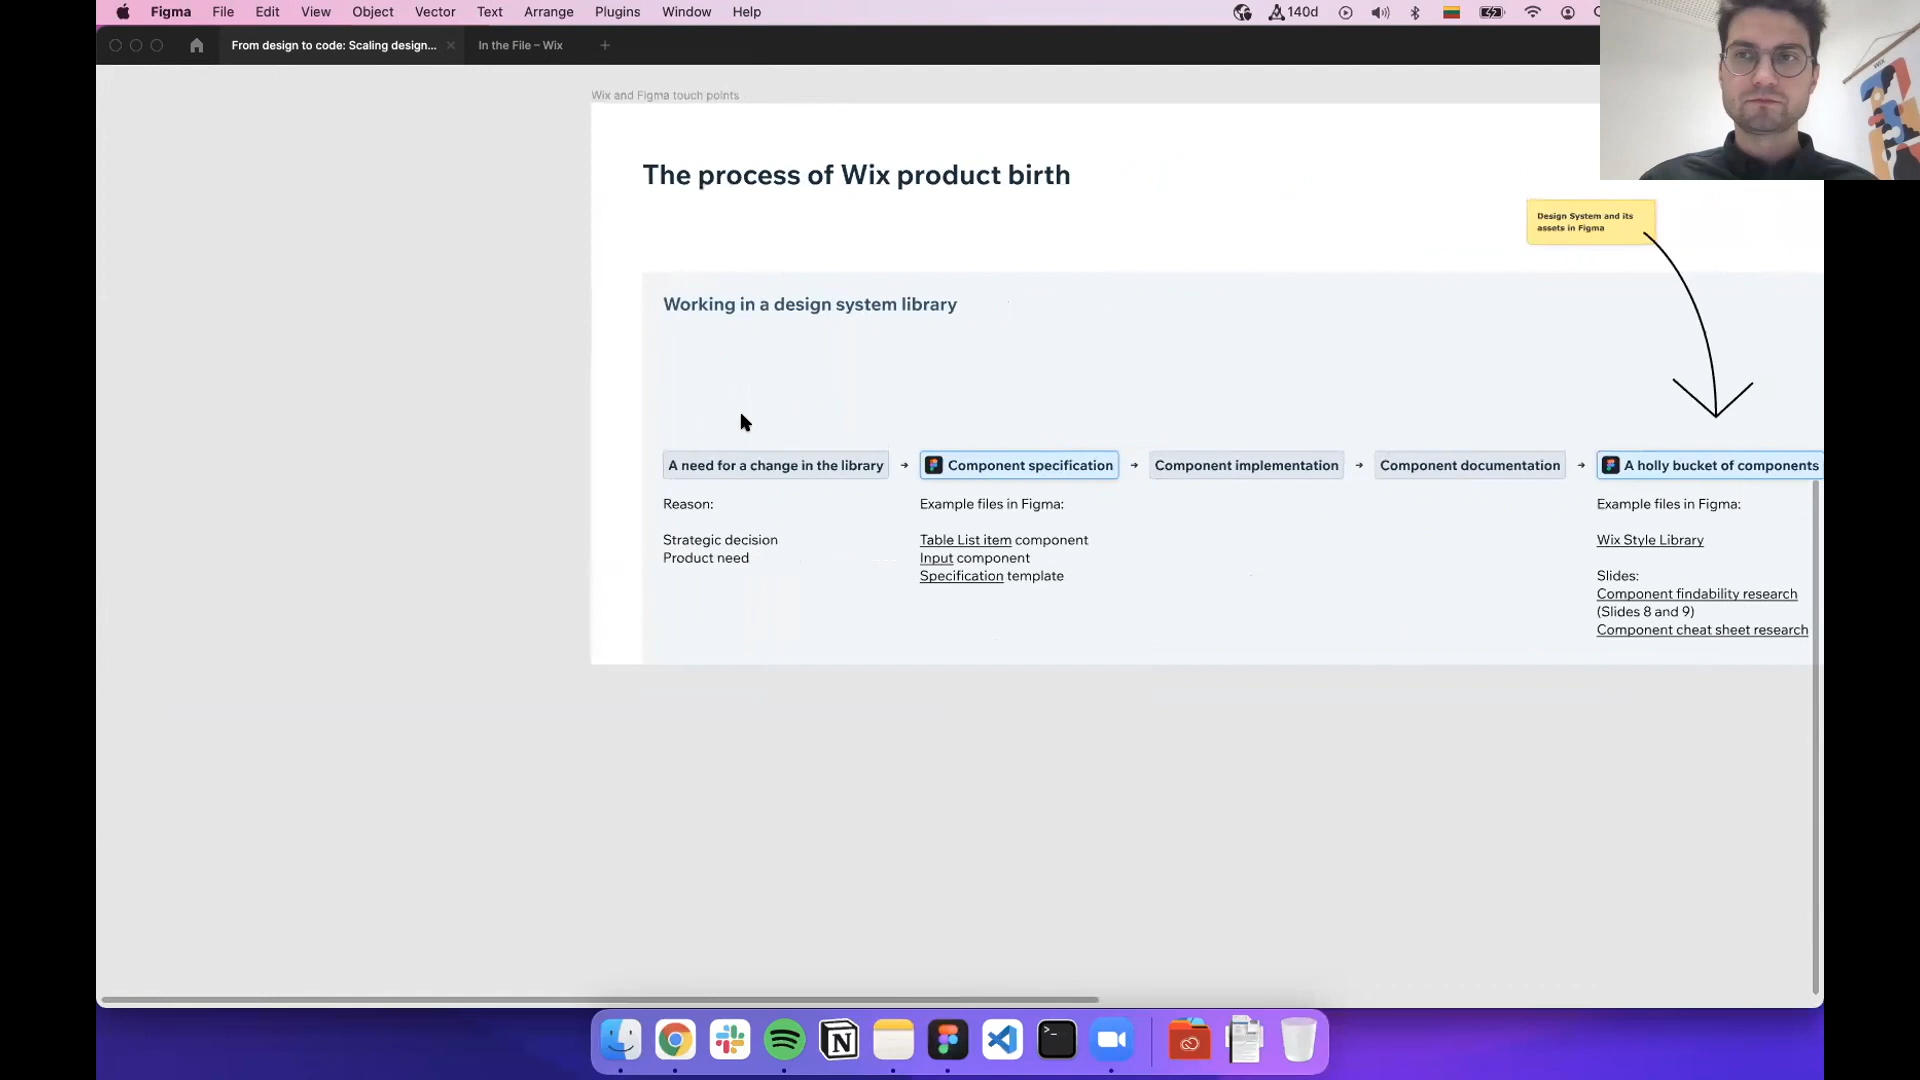 Figma File Edit View Object Vector Text Arrange Plugins Window Help 140d
From design to code: Scaling design... In the File – Wix
Wix and Figma touch points
The process of Wix product birth
Design System and its
assets in Figma
Working in a design system library
A need for a change in the library → Component specification → Component implementation → Component documentation → A holly bucket of components
Reason:
Strategic decision
Product need
Example files in Figma:
Table List item component
Input component
Specification template
Example files in Figma:
Wix Style Library
Slides:
Component findability research
(Slides 8 and 9)
Component cheat sheet research